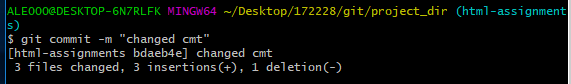 ALEOOO@DESKTOP-6N7RLFK MINGW64 ~/Desktop/172228/git/project_dir (html-assignment
s)
$ git commit -m "changed cmt"
[html-assignments bdaeb4e] changed cmt
 3 files changed, 3 insertions(+), 1 deletion(-)